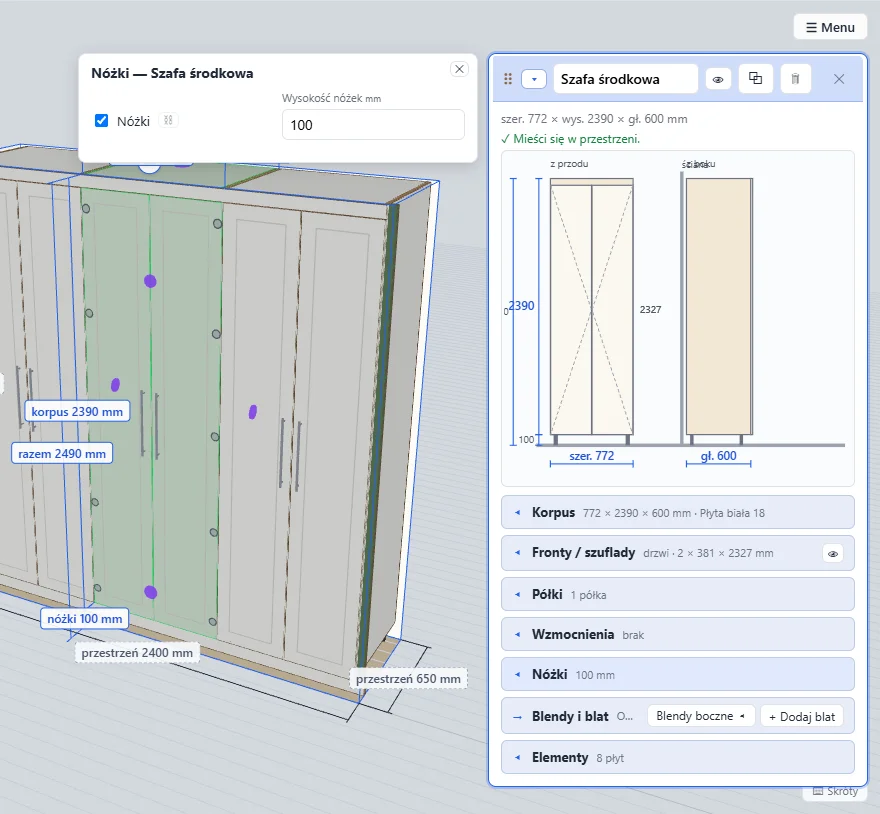 ☰ Menu
Nóżki — Szafa środkowa
Nóżki
Wysokość nóżek mm
100
Szafa środkowa
szer. 772 × wys. 2390 × gł. 600 mm
✓ Mieści się w przestrzeni.
z przodu
2390
0
2327
100
szer. 772
gł. 600
korpus 2390 mm
razem 2490 mm
nóżki 100 mm
przestrzeń 2400 mm
przestrzeń 650 mm
Korpus 772 × 2390 × 600 mm · Płyta biała 18
Fronty / szuflady drzwi · 2 × 381 × 2327 mm
Półki 1 półka
Wzmocnienia brak
Nóżki 100 mm
→ Blendy i blat O... Blendy boczne + Dodaj blat
Elementy 8 płyt
Skróty